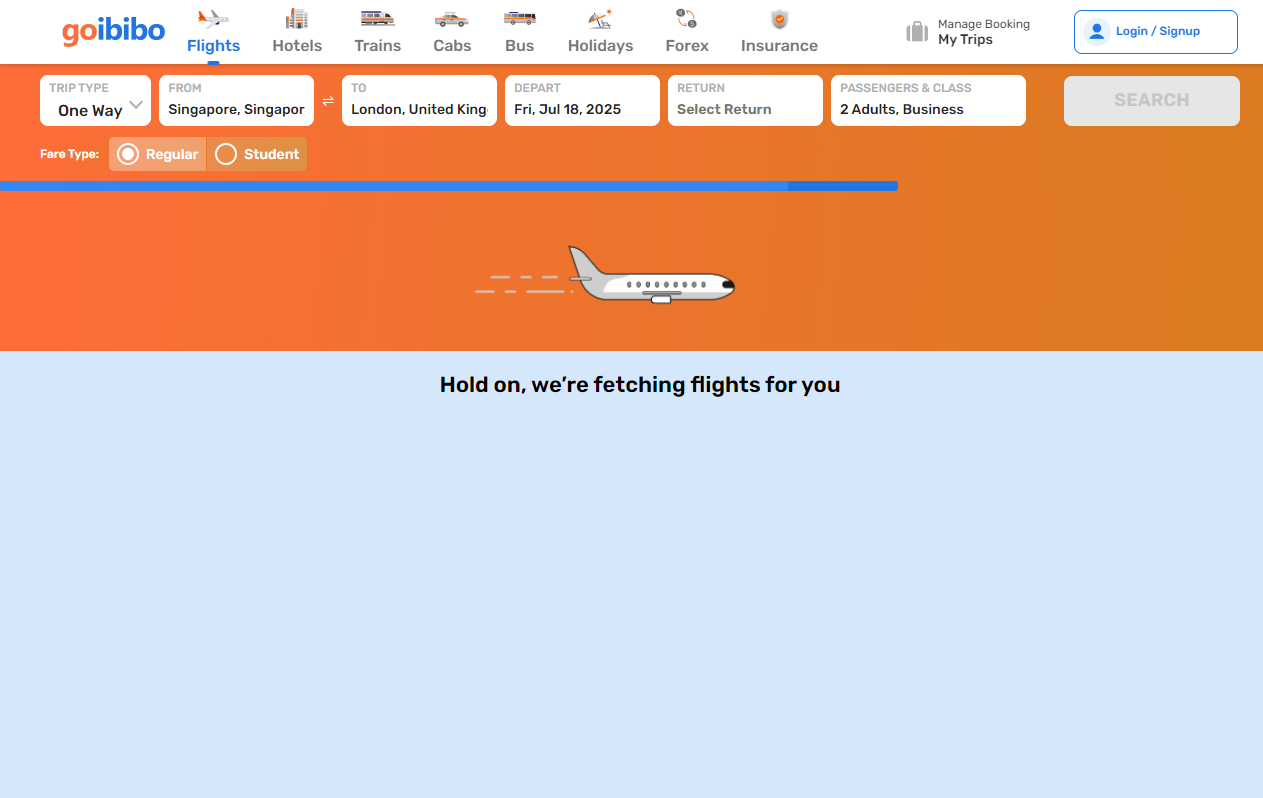 goibibo
Flights
Hotels
Trains
Cabs
Bus
Holidays
Forex
Insurance
Manage Booking
My Trips
Login / Signup
TRIP TYPE
One Way
FROM
Singapore, Singapor
TO
London, United King
DEPART
Fri, Jul 18, 2025
RETURN
Select Return
PASSENGERS & CLASS
2 Adults, Business
SEARCH
Fare Type:
Regular
Student
Hold on, we’re fetching flights for you